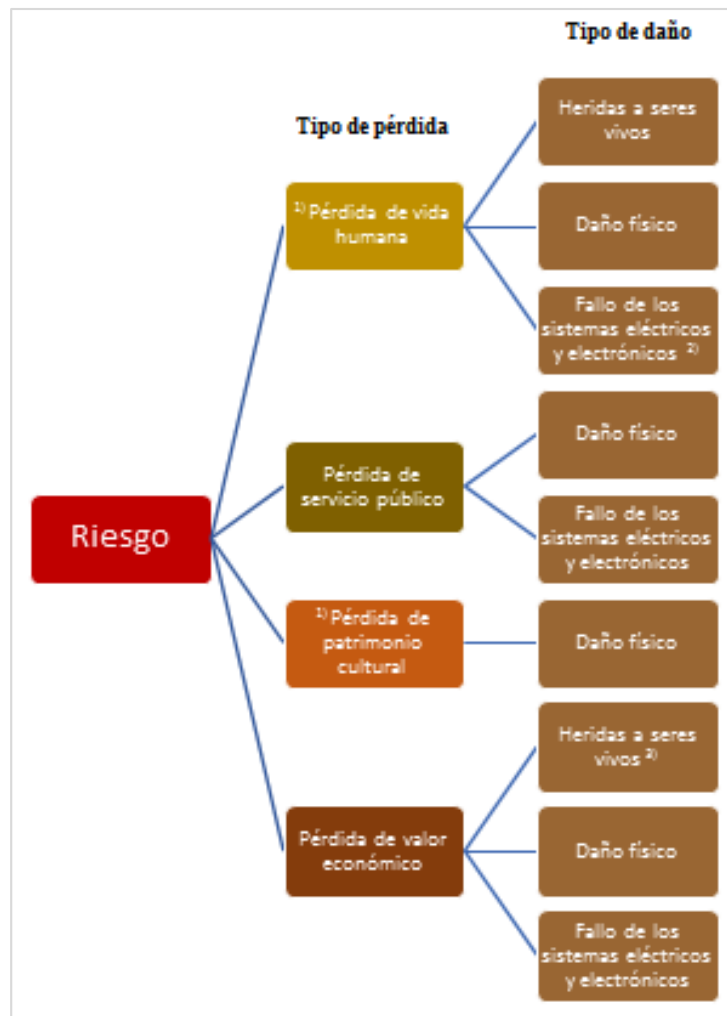 Tipo de daño
Tipo de pérdida
Riesgo
1) Pérdida de vida
humana
Heridas a seres
vivos
Daño físico
Fallo de los
sistemas eléctricos
y electrónicos 2)
Pérdida de
servicio público
Daño físico
Fallo de los
sistemas eléctricos
y electrónicos
1) Pérdida de
patrimonio
cultural
Daño físico
Pérdida de valor
económico
Heridas a seres
vivos 3)
Daño físico
Fallo de los
sistemas eléctricos
y electrónicos